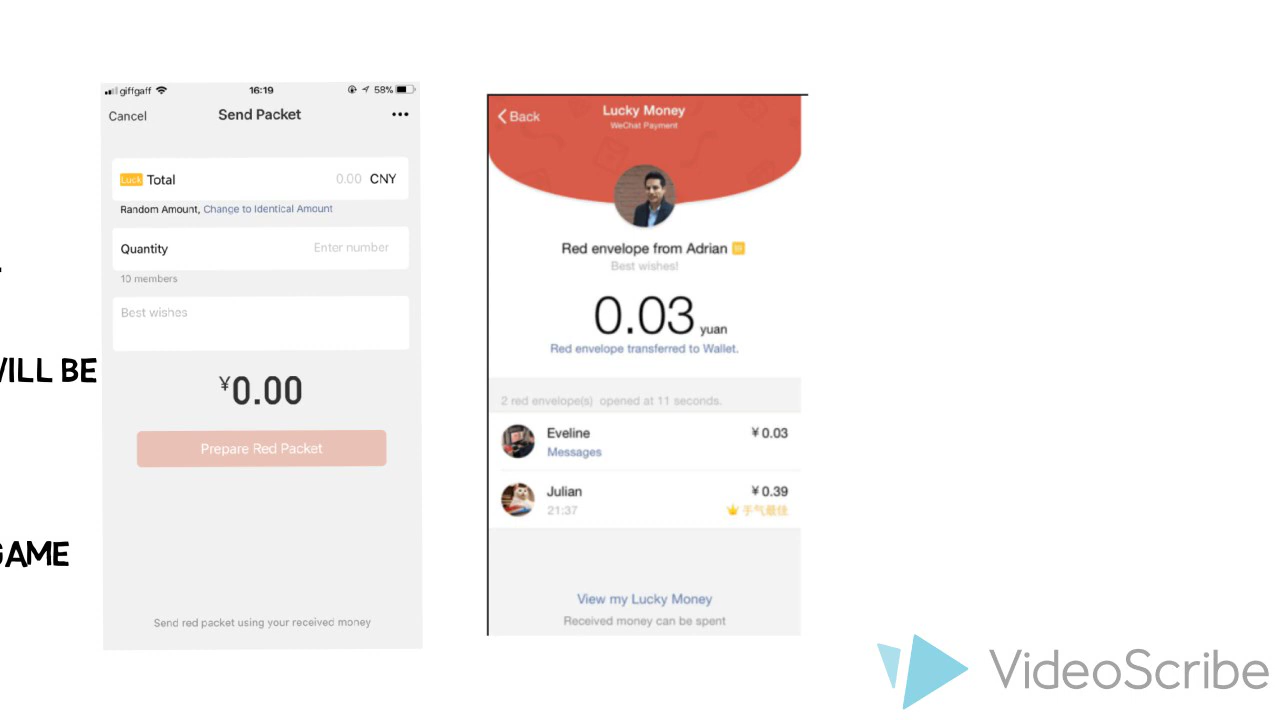 WILL BE
GAME
giffgaff 16:19 58%
Cancel Send Packet
Luck Total 0.00 CNY
Random Amount, Change to Identical Amount
Quantity Enter number
10 members
Best wishes
¥0.00
Prepare Red Packet
Send red packet using your received money
Back Lucky Money
WeChat Payment
Red envelope from Adrian
Best wishes!
0.03 yuan
Red envelope transferred to Wallet.
2 red envelope(s) opened at 11 seconds.
Eveline ¥0.03
Messages
Julian ¥0.39
21:37 手气最佳
View my Lucky Money
Received money can be spent
VideoScribe